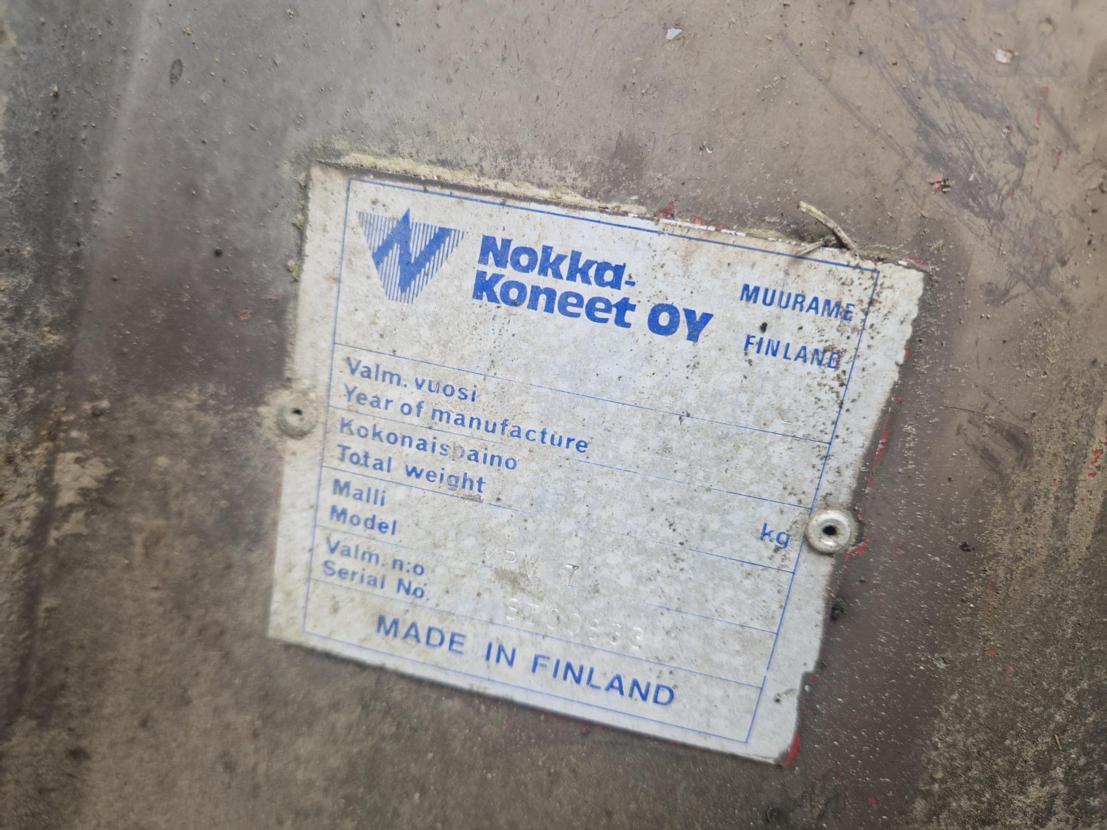 Nokka-
Koneet OY
MUURAME
FINLAND
Valm. vuosi
Year of manufacture
Kokonaispaino
Total weight
kg
Malli
Model
Valm. n:o
Serial No.
MADE IN FINLAND